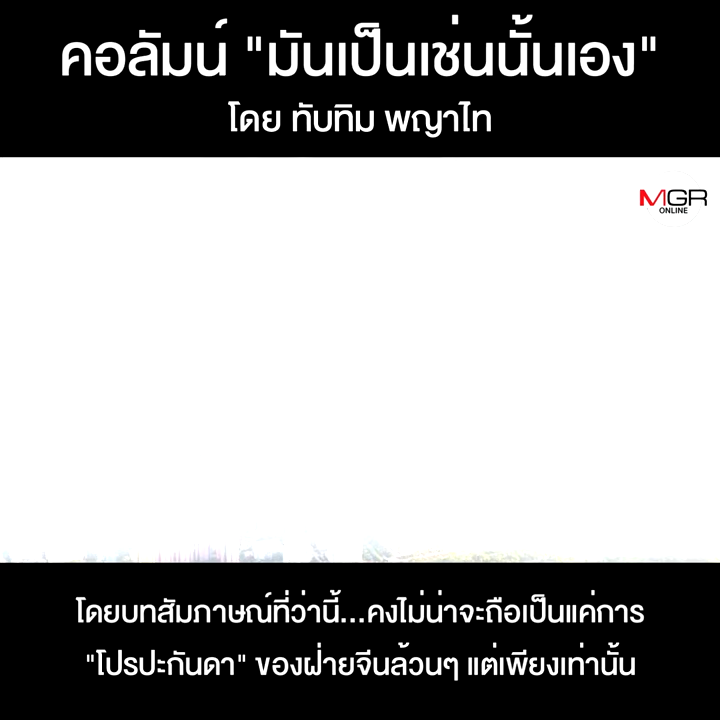 คอลัมน์ "มันเป็นเช่นนั้นเอง"
โดย ทับทิม พญาไท
MGR
ONLINE
โดยบทสัมภาษณ์ที่ว่านี้...คงไม่น่าจะถือเป็นแค่การ
"โปรปะกันดา" ของฝ่ายจีนล้วนๆ แต่เพียงเท่านั้น